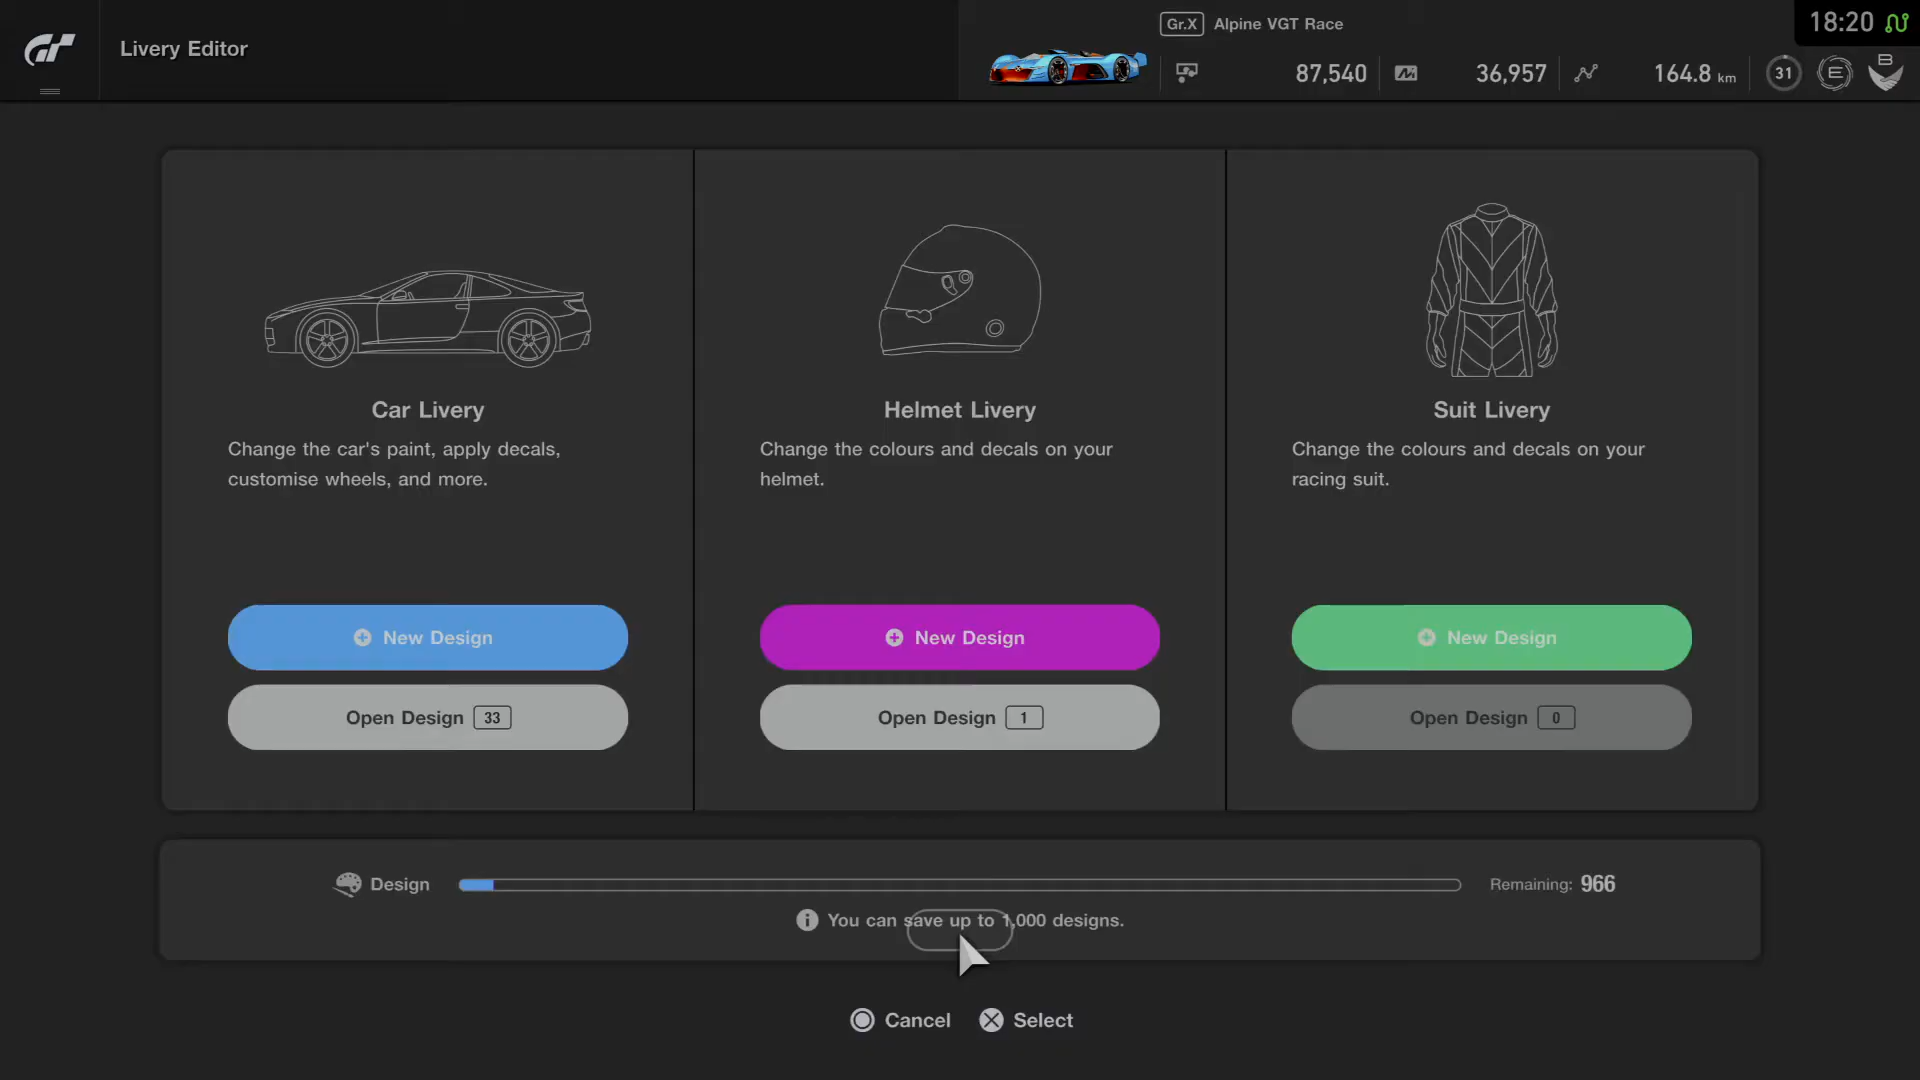 Livery Editor
Gr.X Alpine VGT Race
18:20
87,540
36,957
164.8 km
31
E
B
Car Livery
Change the car's paint, apply decals,
customise wheels, and more.
New Design
Open Design 33
Helmet Livery
Change the colours and decals on your
helmet.
New Design
Open Design 1
Suit Livery
Change the colours and decals on your
racing suit.
New Design
Open Design 0
Design
Remaining: 966
You can save up to 1,000 designs.
Cancel
Select